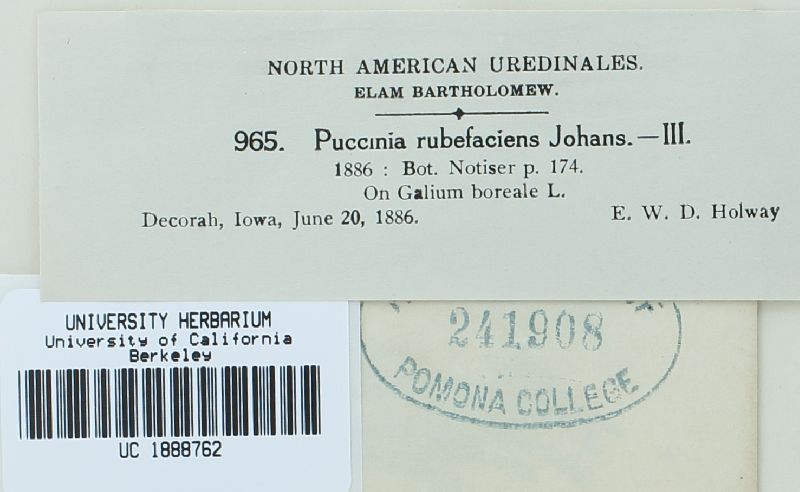 NORTH AMERICAN UREDINALES.
ELAM BARTHOLOMEW.
965. Puccinia rubefaciens Johans.—III.
1886 : Bot. Notiser p. 174.
On Galium boreale L.
Decorah, Iowa, June 20, 1886. E. W. D. Holway
UNIVERSITY HERBARIUM
University of California
Berkeley
UC 1888762
241908
POMONA COLLEGE